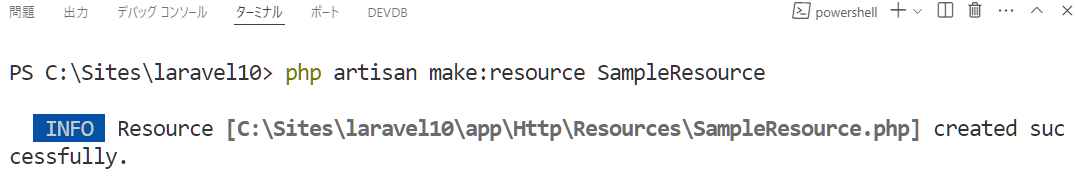 問題 出力 デバッグ コンソール ターミナル ポート DEVDB powershell
PS C:\Sites\laravel10> php artisan make:resource SampleResource
INFO Resource [C:\Sites\laravel10\app\Http\Resources\SampleResource.php] created suc
cessfully.